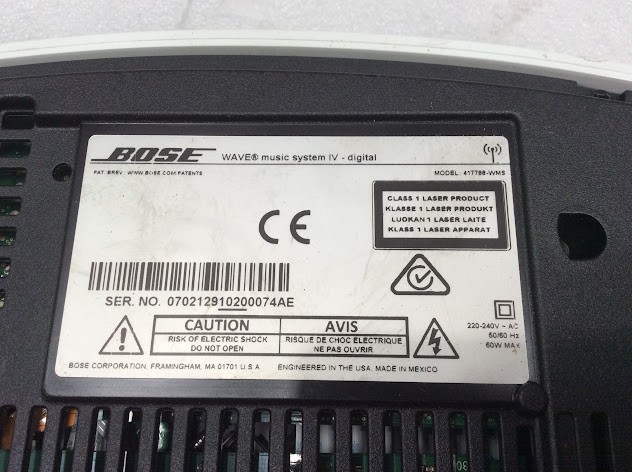 BOSE WAVE® music system IV - digital
PAT. BREV.: WWW.BOSE.COM/PATENTS
MODEL: 417788-WMS
CLASS 1 LASER PRODUCT
KLASSE 1 LASER PRODUKT
LUOKAN 1 LASER LAITE
KLASS 1 LASER APPARAT
CE
SER. NO. 070212910200074AE
CAUTION
RISK OF ELECTRIC SHOCK
DO NOT OPEN
AVIS
RISQUE DE CHOC ELECTRIQUE
NE PAS OUVRIR
220-240V ~ AC
50/60 Hz
60W MAX
BOSE CORPORATION, FRAMINGHAM, MA 01701 U.S.A. ENGINEERED IN THE USA. MADE IN MEXICO